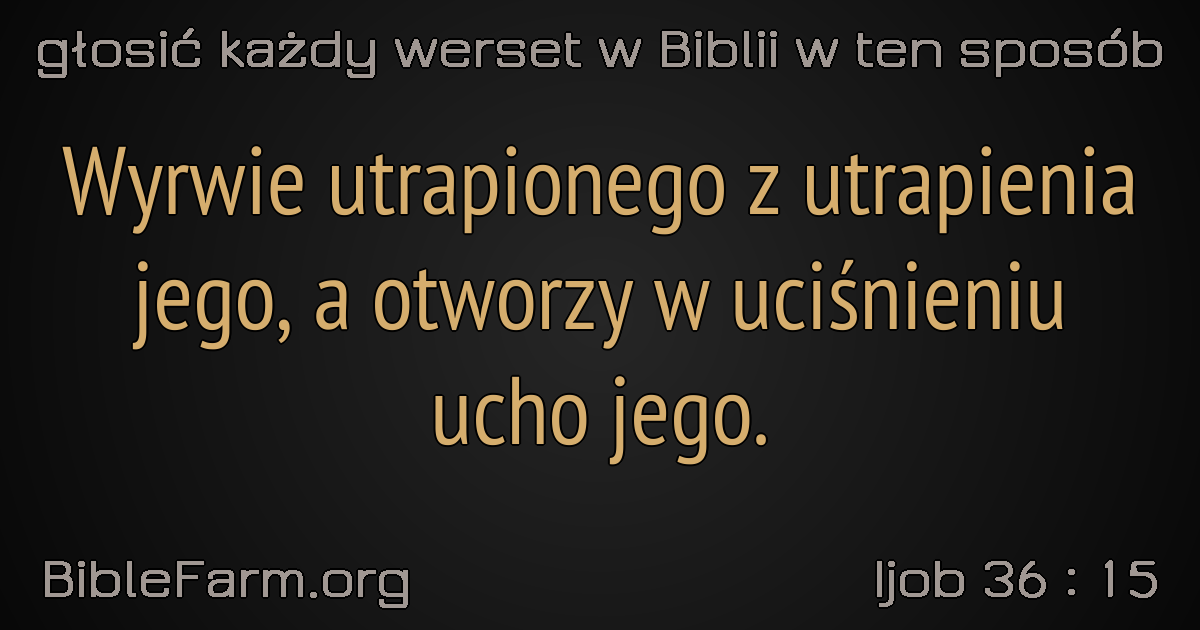 głosić każdy werset w Biblii w ten sposób
Wyrwie utrapionego z utrapienia
jego, a otworzy w uciśnieniu
ucho jego.
BibleFarm.org
Ijob 36 : 15